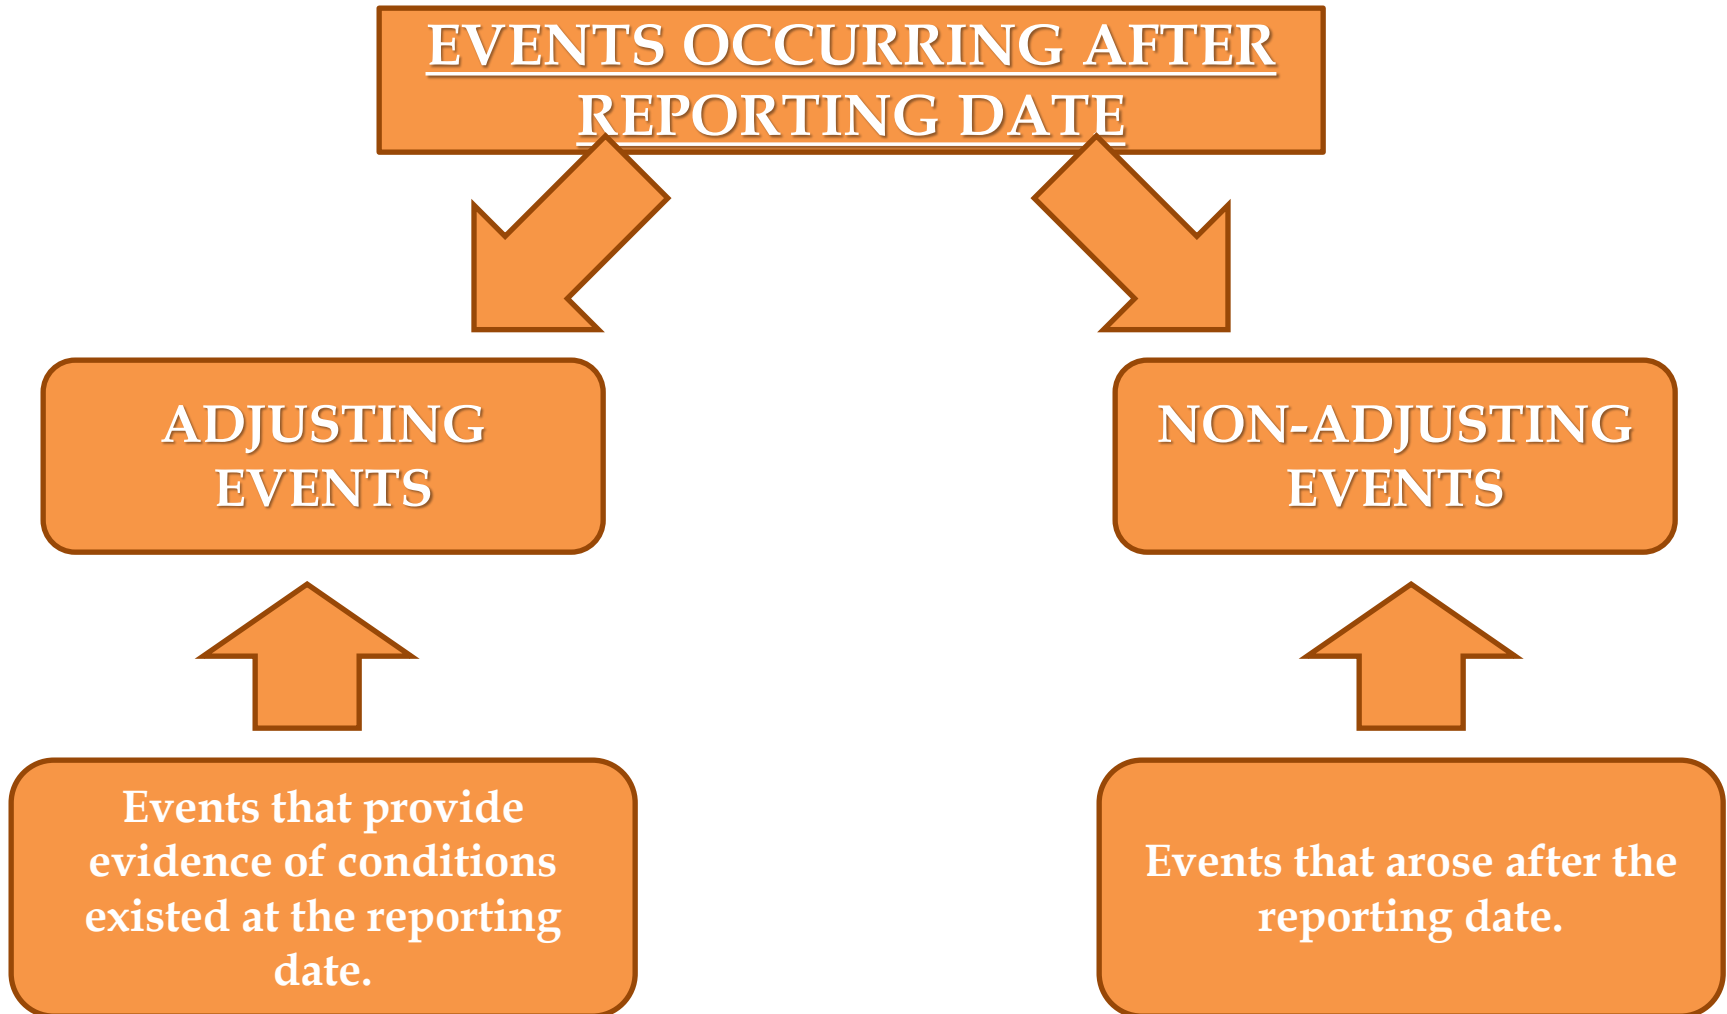 EVENTS OCCURRING AFTER
REPORTING DATE
ADJUSTING
EVENTS
NON-ADJUSTING
EVENTS
Events that provide
evidence of conditions
existed at the reporting
date.
Events that arose after the
reporting date.